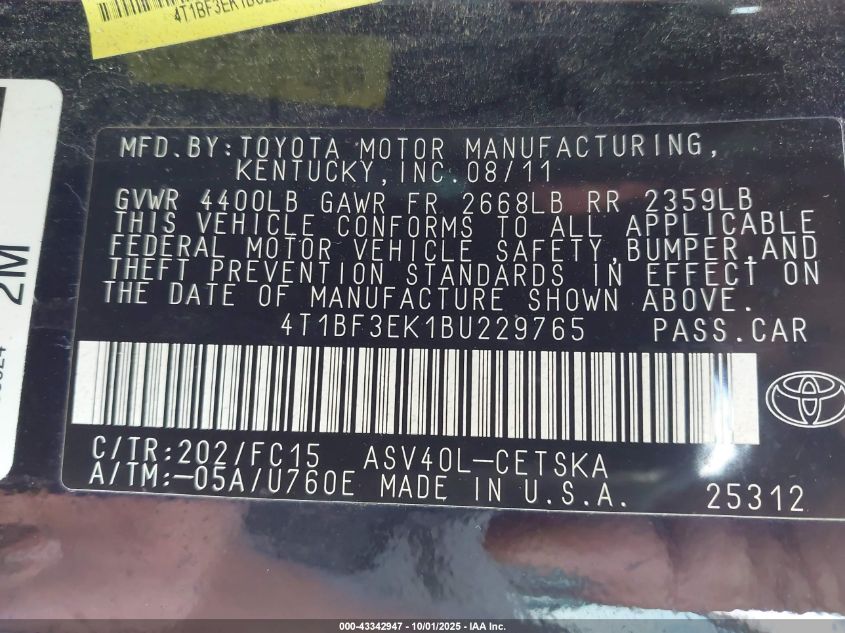 MFD.BY:TOYOTA MOTOR MANUFACTURING,
KENTUCKY,INC.08/11
GVWR 4400LB GAWR FR 2668LB RR 2359LB
THIS VEHICLE CONFORMS TO ALL APPLICABLE
FEDERAL MOTOR VEHICLE SAFETY,BUMPER,AND
THEFT PREVENTION STANDARDS IN EFFECT ON
THE DATE OF MANUFACTURE SHOWN ABOVE.
4T1BF3EK1BU229765 PASS.CAR
C/TR:202/FC15 ASV40L-CETSKA
A/TM:-05A/U760E MADE IN U.S.A. 25312
2M
000-43342947 - 10/01/2025 - IAA Inc.